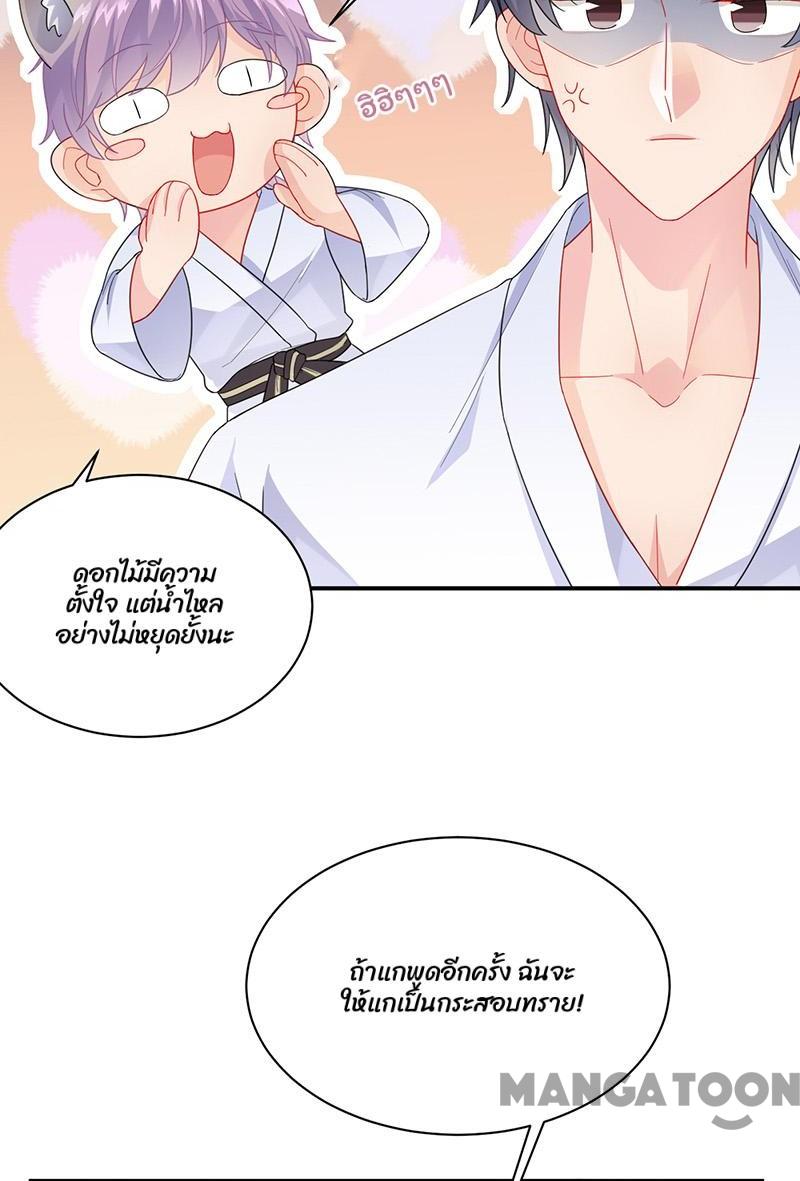 ฮิฮิๆๆๆ
ดอกไม้มีความ
ตั้งใจ แต่น้ำไหล
อย่างไม่หยุดยั้งนะ
ถ้าแกพูดอีกครั้ง ฉันจะ
ให้แกเป็นกระสอบทราย!
MANGATOON